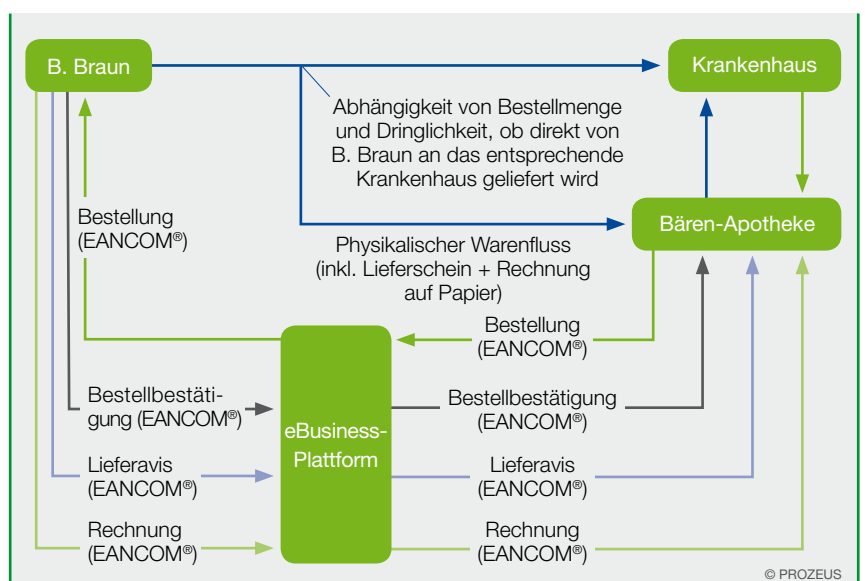 B. Braun
Krankenhaus
Abhängigkeit von Bestellmenge
und Dringlichkeit, ob direkt von
B. Braun an das entsprechende
Krankenhaus geliefert wird
Bestellung
(EANCOM®)
Bären-Apotheke
Physikalischer Warenfluss
(inkl. Lieferschein + Rechnung
auf Papier)
Bestellung
(EANCOM®)
Bestellbestäti-
gung (EANCOM®)
eBusiness-
Plattform
Bestellbestätigung
(EANCOM®)
Lieferavis
(EANCOM®)
Lieferavis
(EANCOM®)
Rechnung
(EANCOM®)
Rechnung
(EANCOM®)
© PROZEUS